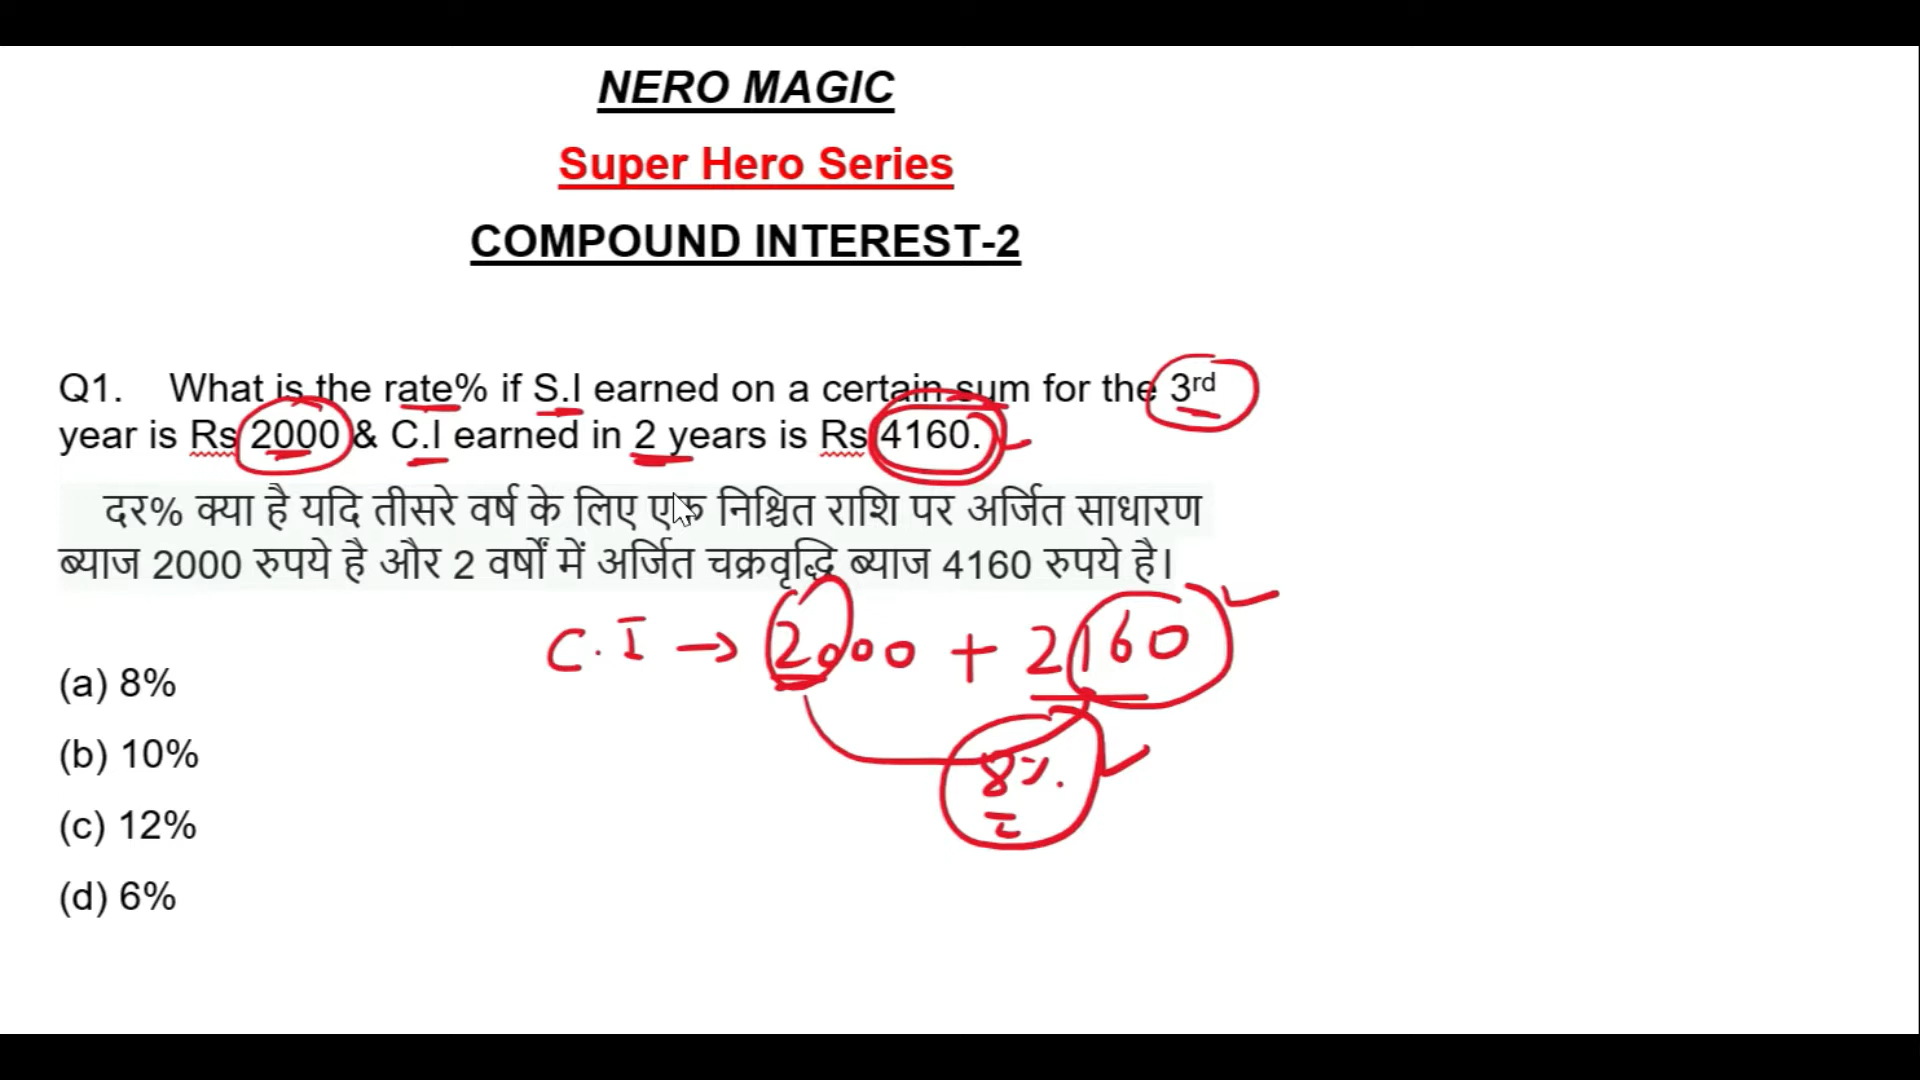 NERO MAGIC
Super Hero Series
COMPOUND INTEREST-2
Q1. What is the rate% if S.I earned on a certain sum for the 3rd
year is Rs 2000 & C.I earned in 2 years is Rs 4160.
दर% क्या है यदि तीसरे वर्ष के लिए एक निश्चित राशि पर अर्जित साधारण
ब्याज 2000 रुपये है और 2 वर्षों में अर्जित चक्रवृद्धि ब्याज 4160 रुपये है।
C.I → 2000 + 2160
(a) 8%
8%.
(b) 10%
(c) 12%
(d) 6%